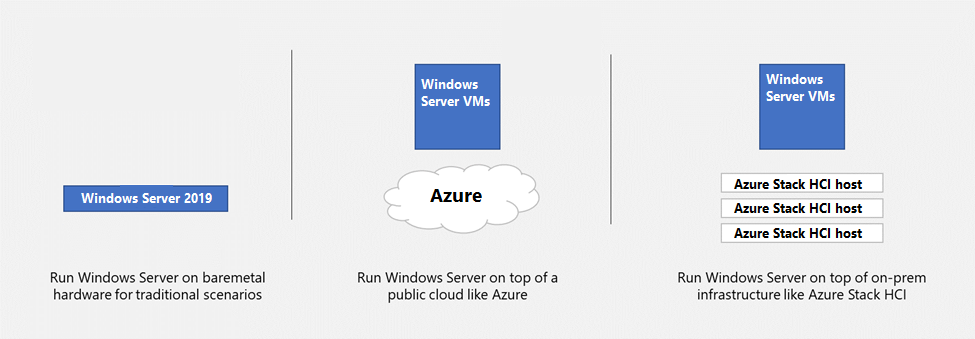 Windows Server 2019
Run Windows Server on baremetal
hardware for traditional scenarios
Windows
Server VMs
Azure
Run Windows Server on top of a
public cloud like Azure
Windows
Server VMs
Azure Stack HCI host
Azure Stack HCI host
Azure Stack HCI host
Run Windows Server on top of on-prem
infrastructure like Azure Stack HCI